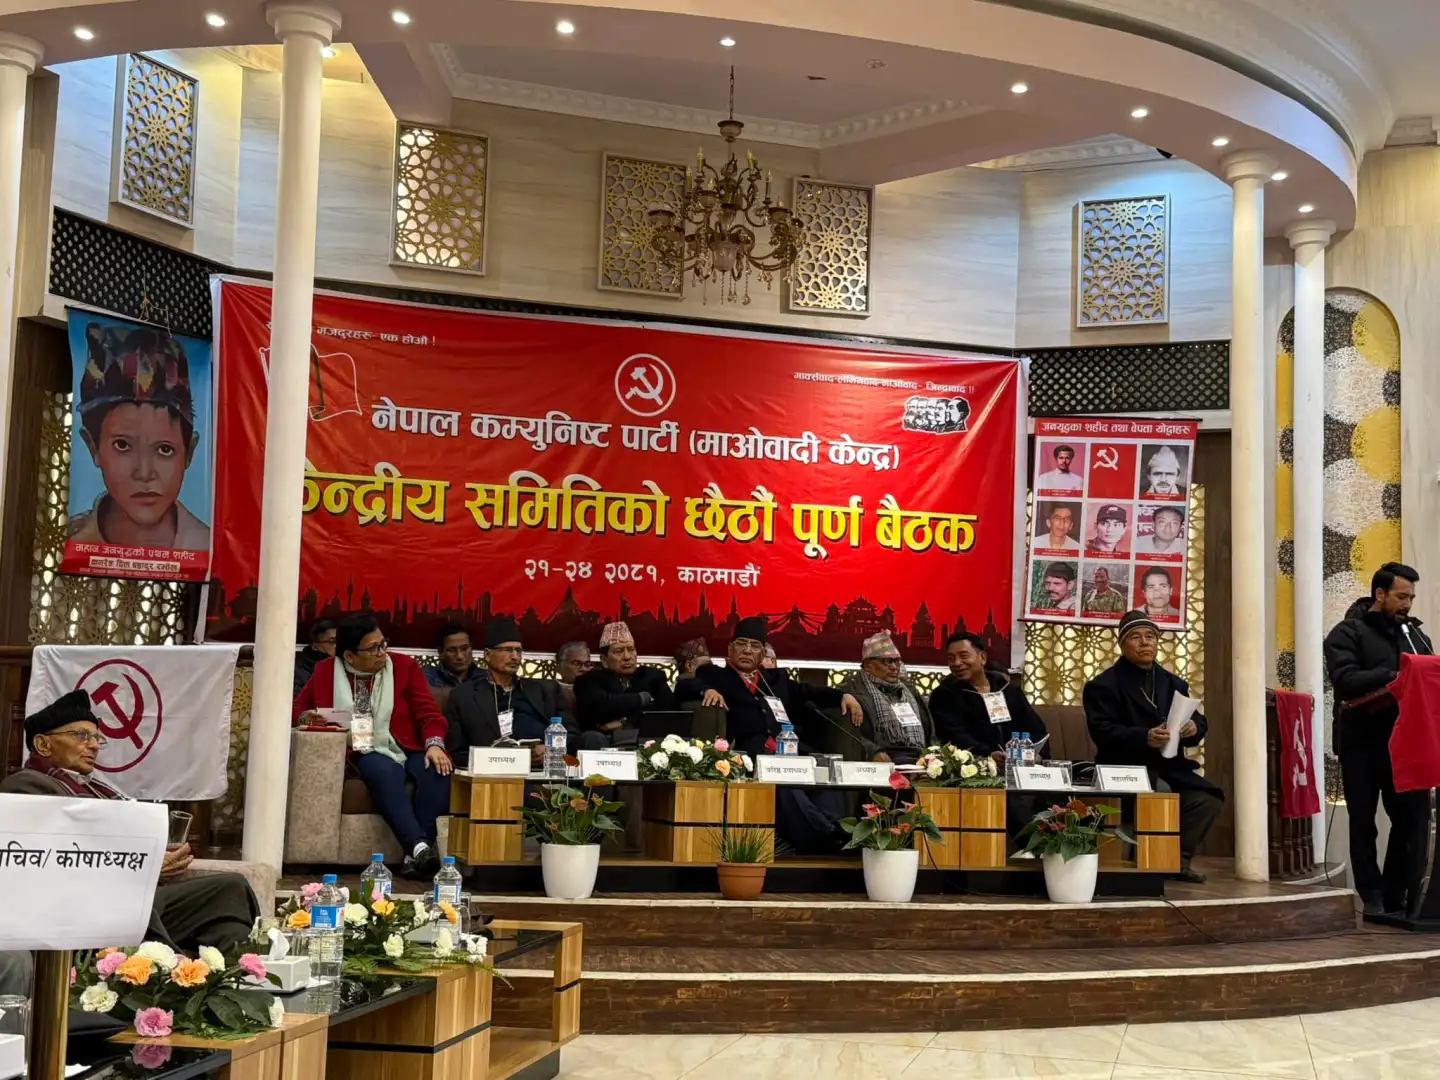 मजदुरहरू- एक होऔं !
मार्क्सवाद-लेनिनवाद-माओवाद- जिन्दावाद !!
नेपाल कम्युनिष्ट पार्टी (माओवादी केन्द्र)
केन्द्रीय समितिको छैठौं पूर्ण बैठक
२१-२४ २०८१, काठमाडौं
महान जनयुद्धको प्रथम शहीद
जनयुद्धका शहीद तथा बेपत्ता योद्धाहरू
उपाध्यक्ष
उपाध्यक्ष
वरिष्ठ उपाध्यक्ष
अध्यक्ष
उपाध्यक्ष
महासचिव
चिव/ कोषाध्यक्ष